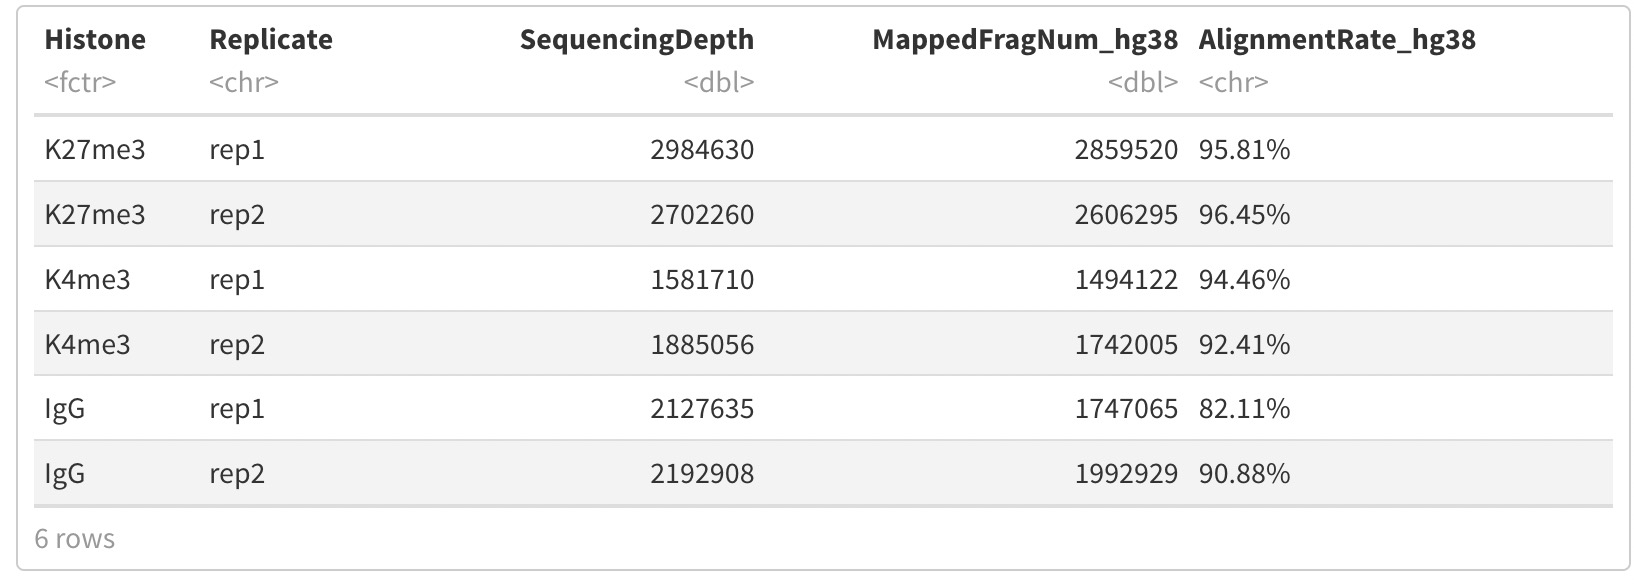 Histone Replicate SequencingDepth MappedFragNum_hg38 AlignmentRate_hg38
<fctr> <chr> <dbl> <dbl> <chr>
K27me3 rep1 2984630 2859520 95.81%
K27me3 rep2 2702260 2606295 96.45%
K4me3 rep1 1581710 1494122 94.46%
K4me3 rep2 1885056 1742005 92.41%
IgG rep1 2127635 1747065 82.11%
IgG rep2 2192908 1992929 90.88%
6 rows